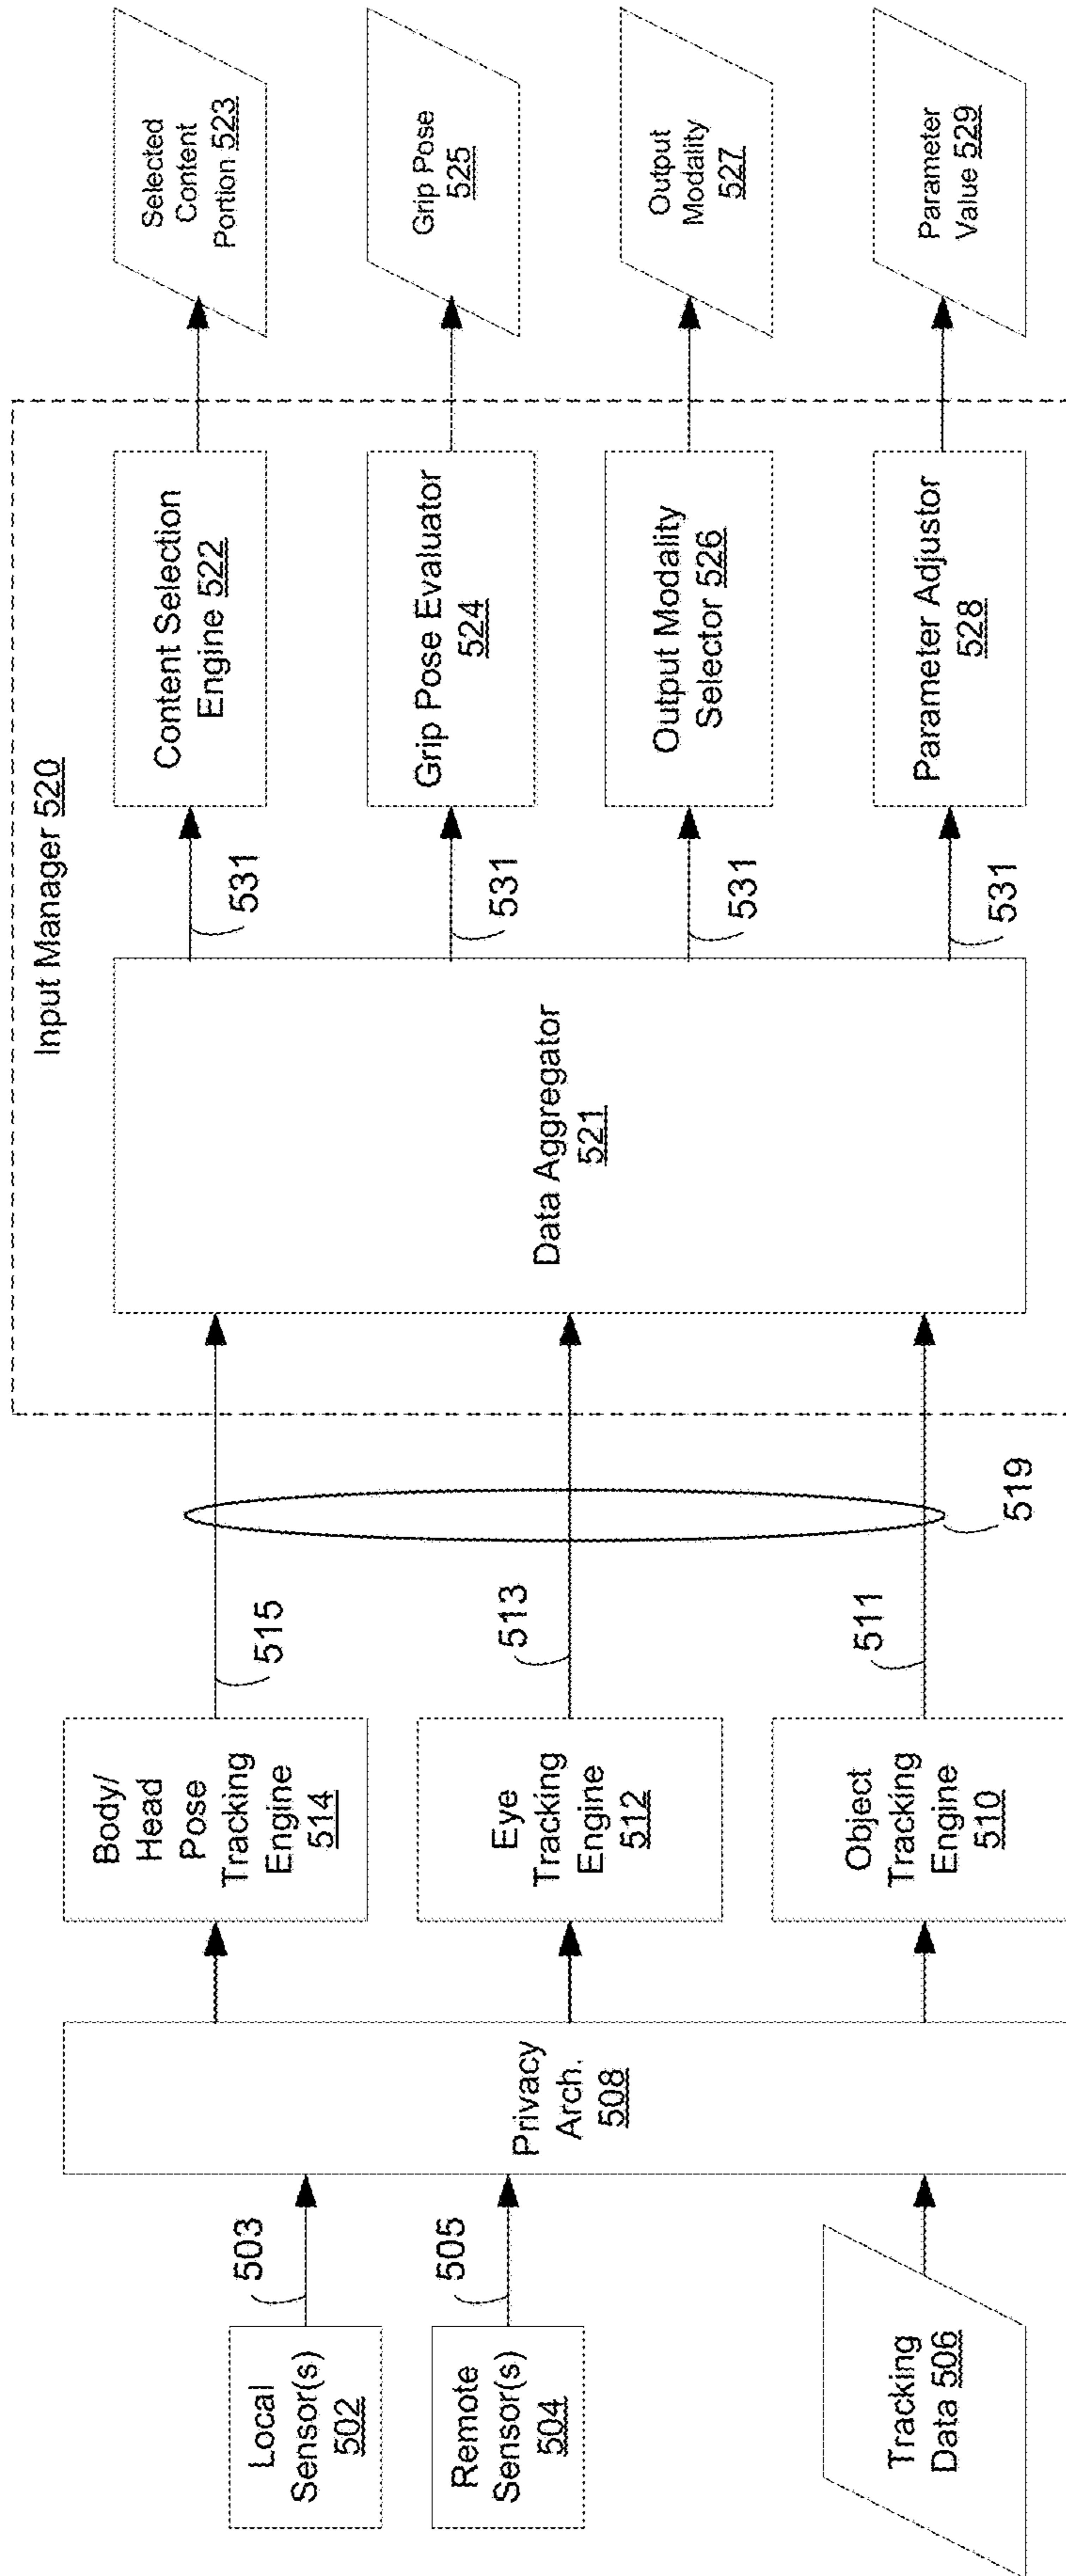 Local
Sensor(s)
502
503
Remote
Sensor(s)
504
505
Tracking
Data 506
Privacy
Arch.
508
Body/
Head
Pose
Tracking
Engine
514
515
Eye
Tracking
Engine
512
513
Object
Tracking
Engine
510
511
519
Input Manager 520
Data Aggregator
521
531
531
531
531
Content Selection
Engine 522
Grip Pose Evaluator
524
Output Modality
Selector 526
Parameter Adjustor
528
Selected
Content
Portion 523
Grip Pose
525
Output
Modality
527
Parameter
Value 529